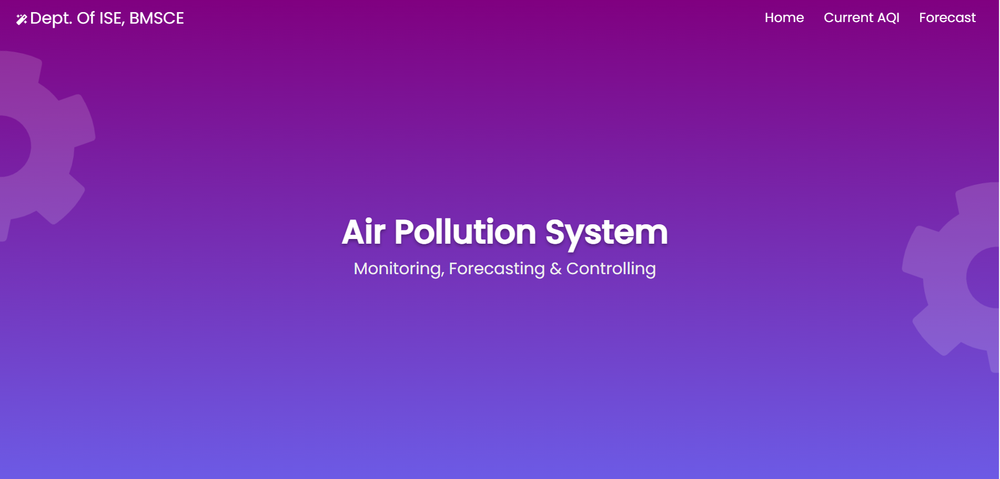 Dept. Of ISE, BMSCE
Home Current AQI Forecast
Air Pollution System
Monitoring, Forecasting & Controlling